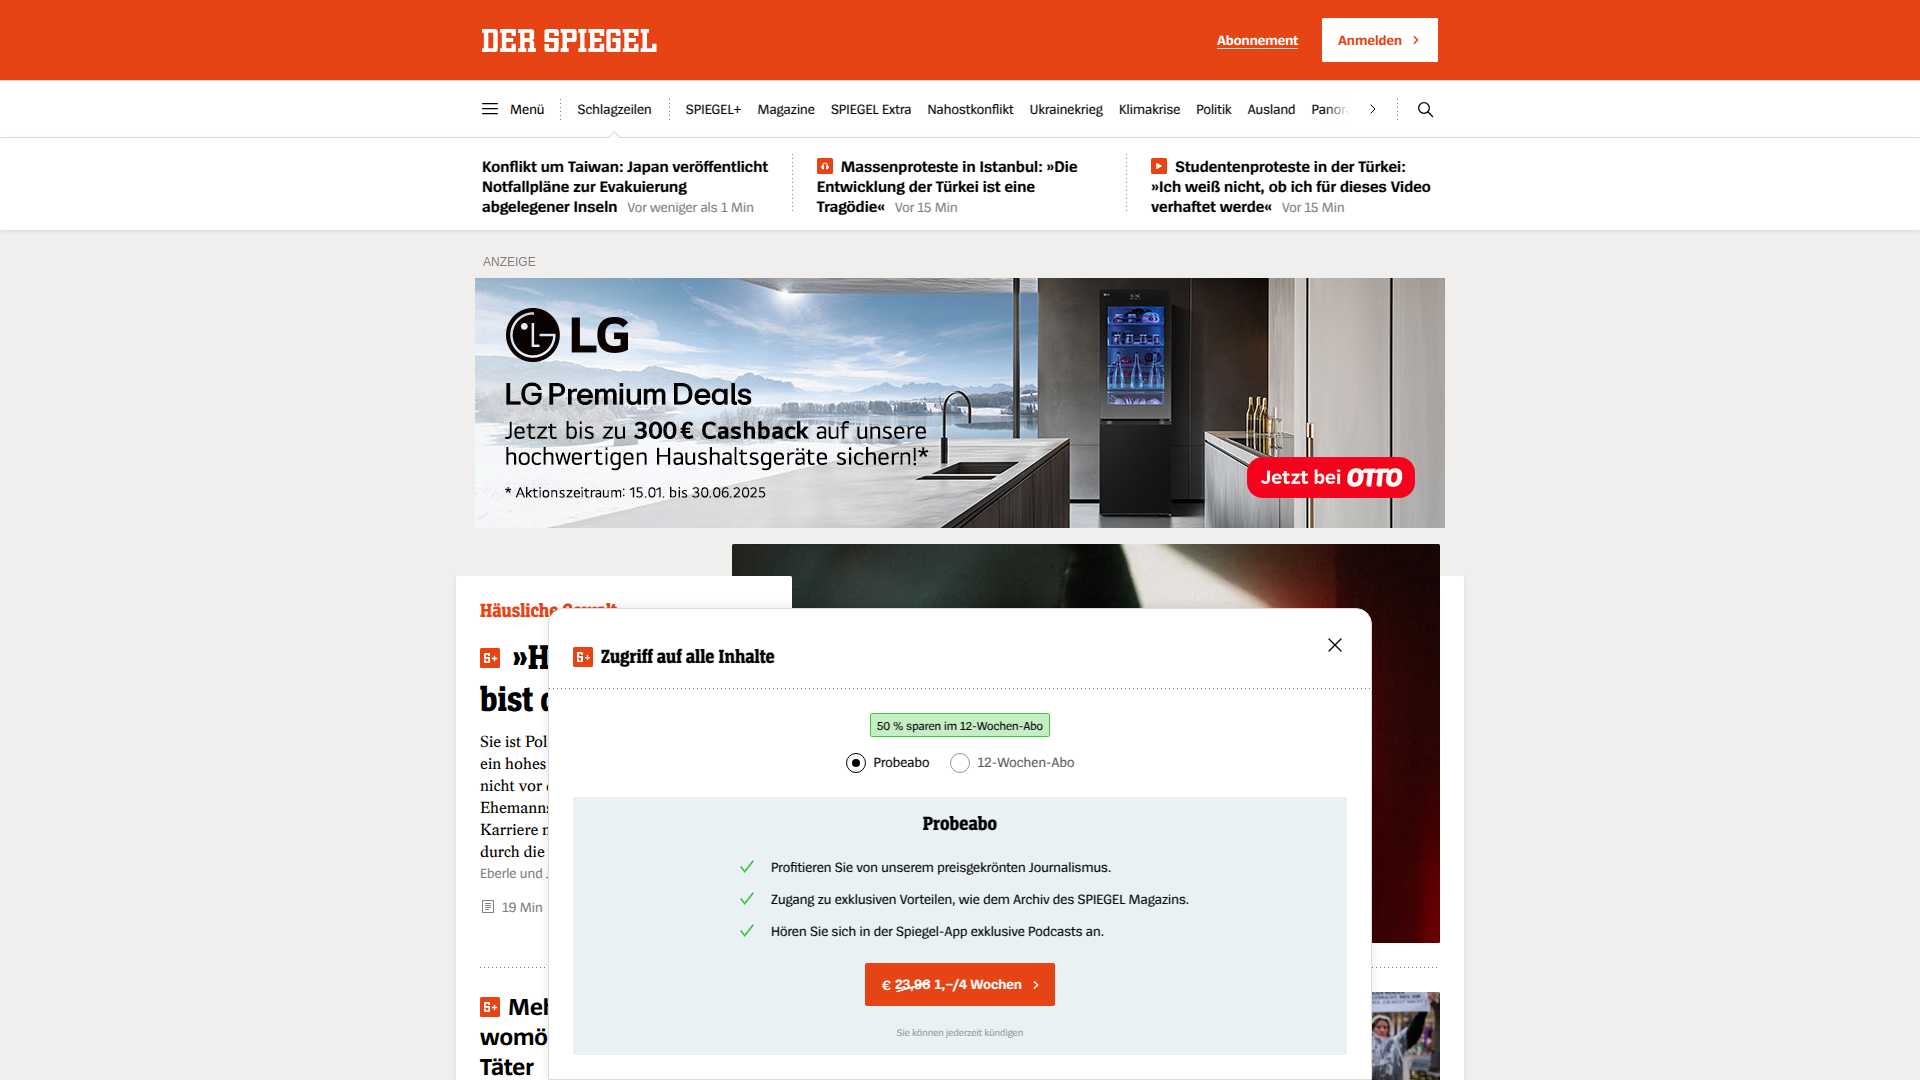 DER SPIEGEL
Abonnement
Anmelden
Menü
Schlagzeilen
SPIEGEL+
Magazine
SPIEGEL Extra
Nahostkonflikt
Ukrainekrieg
Klimakrise
Politik
Ausland
Konflikt um Taiwan: Japan veröffentlicht
Notfallpläne zur Evakuierung
abgelegener Inseln Vor weniger als 1 Min
Massenproteste in Istanbul: »Die
Entwicklung der Türkei ist eine
Tragödie« Vor 15 Min
Studentenproteste in der Türkei:
»Ich weiß nicht, ob ich für dieses Video
verhaftet werde« Vor 15 Min
ANZEIGE
LG
LG Premium Deals
Jetzt bis zu 300 € Cashback auf unsere
hochwertigen Haushaltsgeräte sichern!*
* Aktionszeitraum: 15.01. bis 30.06.2025
Jetzt bei OTTO
Häusliche
»H
bist
Sie ist Pol
ein hohes
nicht vor
Ehemanns
Karriere
durch die
Eberle und
19 Min
Meh
womö
Täter
Zugriff auf alle Inhalte
50 % sparen im 12-Wochen-Abo
Probeabo
12-Wochen-Abo
Probeabo
Profitieren Sie von unserem preisgekrönten Journalismus.
Zugang zu exklusiven Vorteilen, wie dem Archiv des SPIEGEL Magazins.
Hören Sie sich in der Spiegel-App exklusive Podcasts an.
€ 23,96 1,–/4 Wochen
Sie können jederzeit kündigen